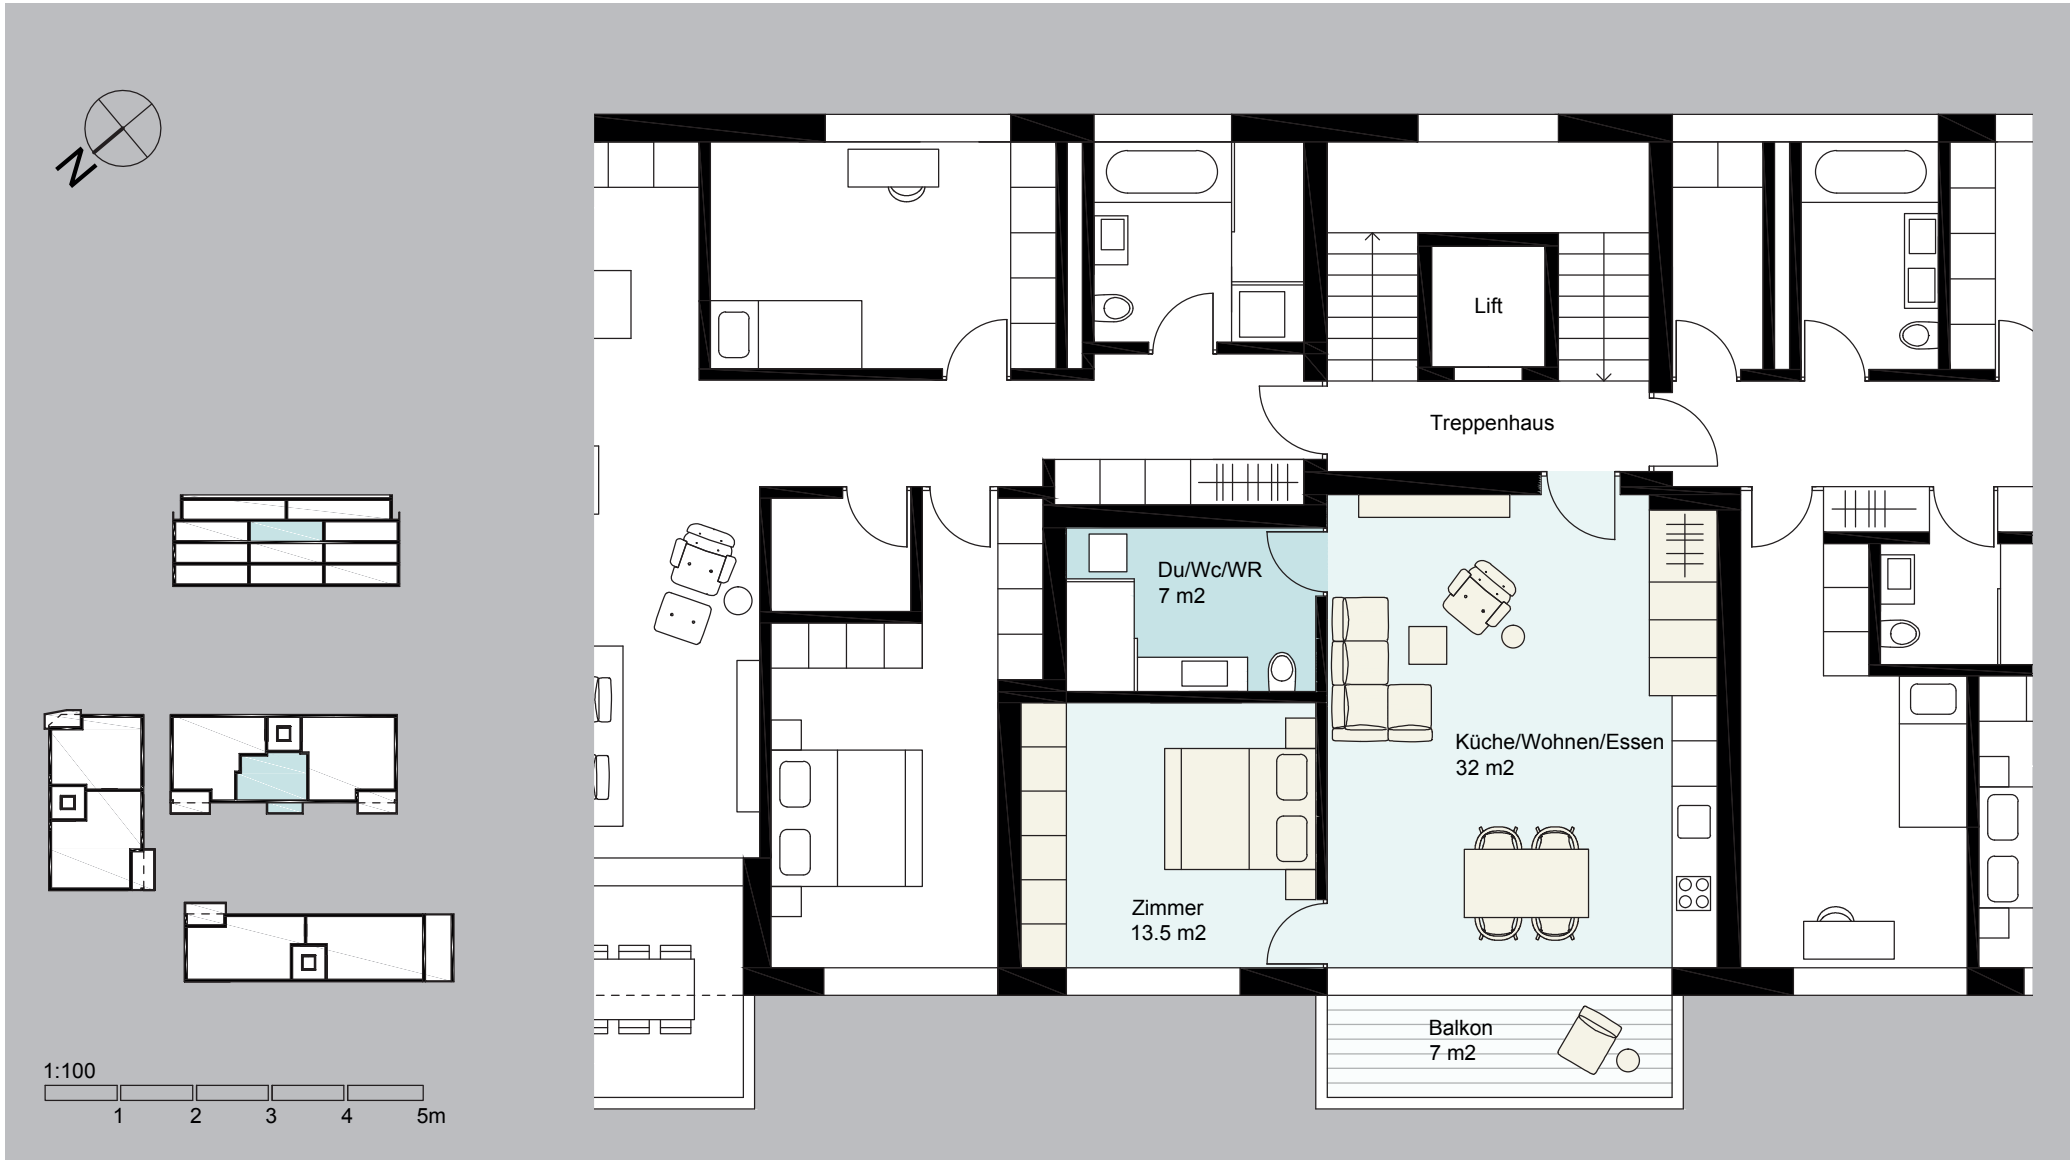 N
Lift
Treppenhaus
Du/Wc/WR
7 m2
Küche/Wohnen/Essen
32 m2
Zimmer
13.5 m2
Balkon
7 m2
1:100
1 2 3 4 5m